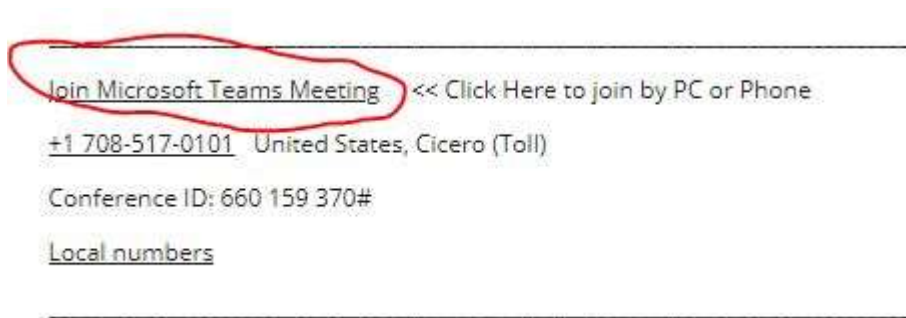 Join Microsoft Teams Meeting << Click Here to join by PC or Phone
+1 708-517-0101 United States, Cicero (Toll)
Conference ID: 660 159 370#
Local numbers